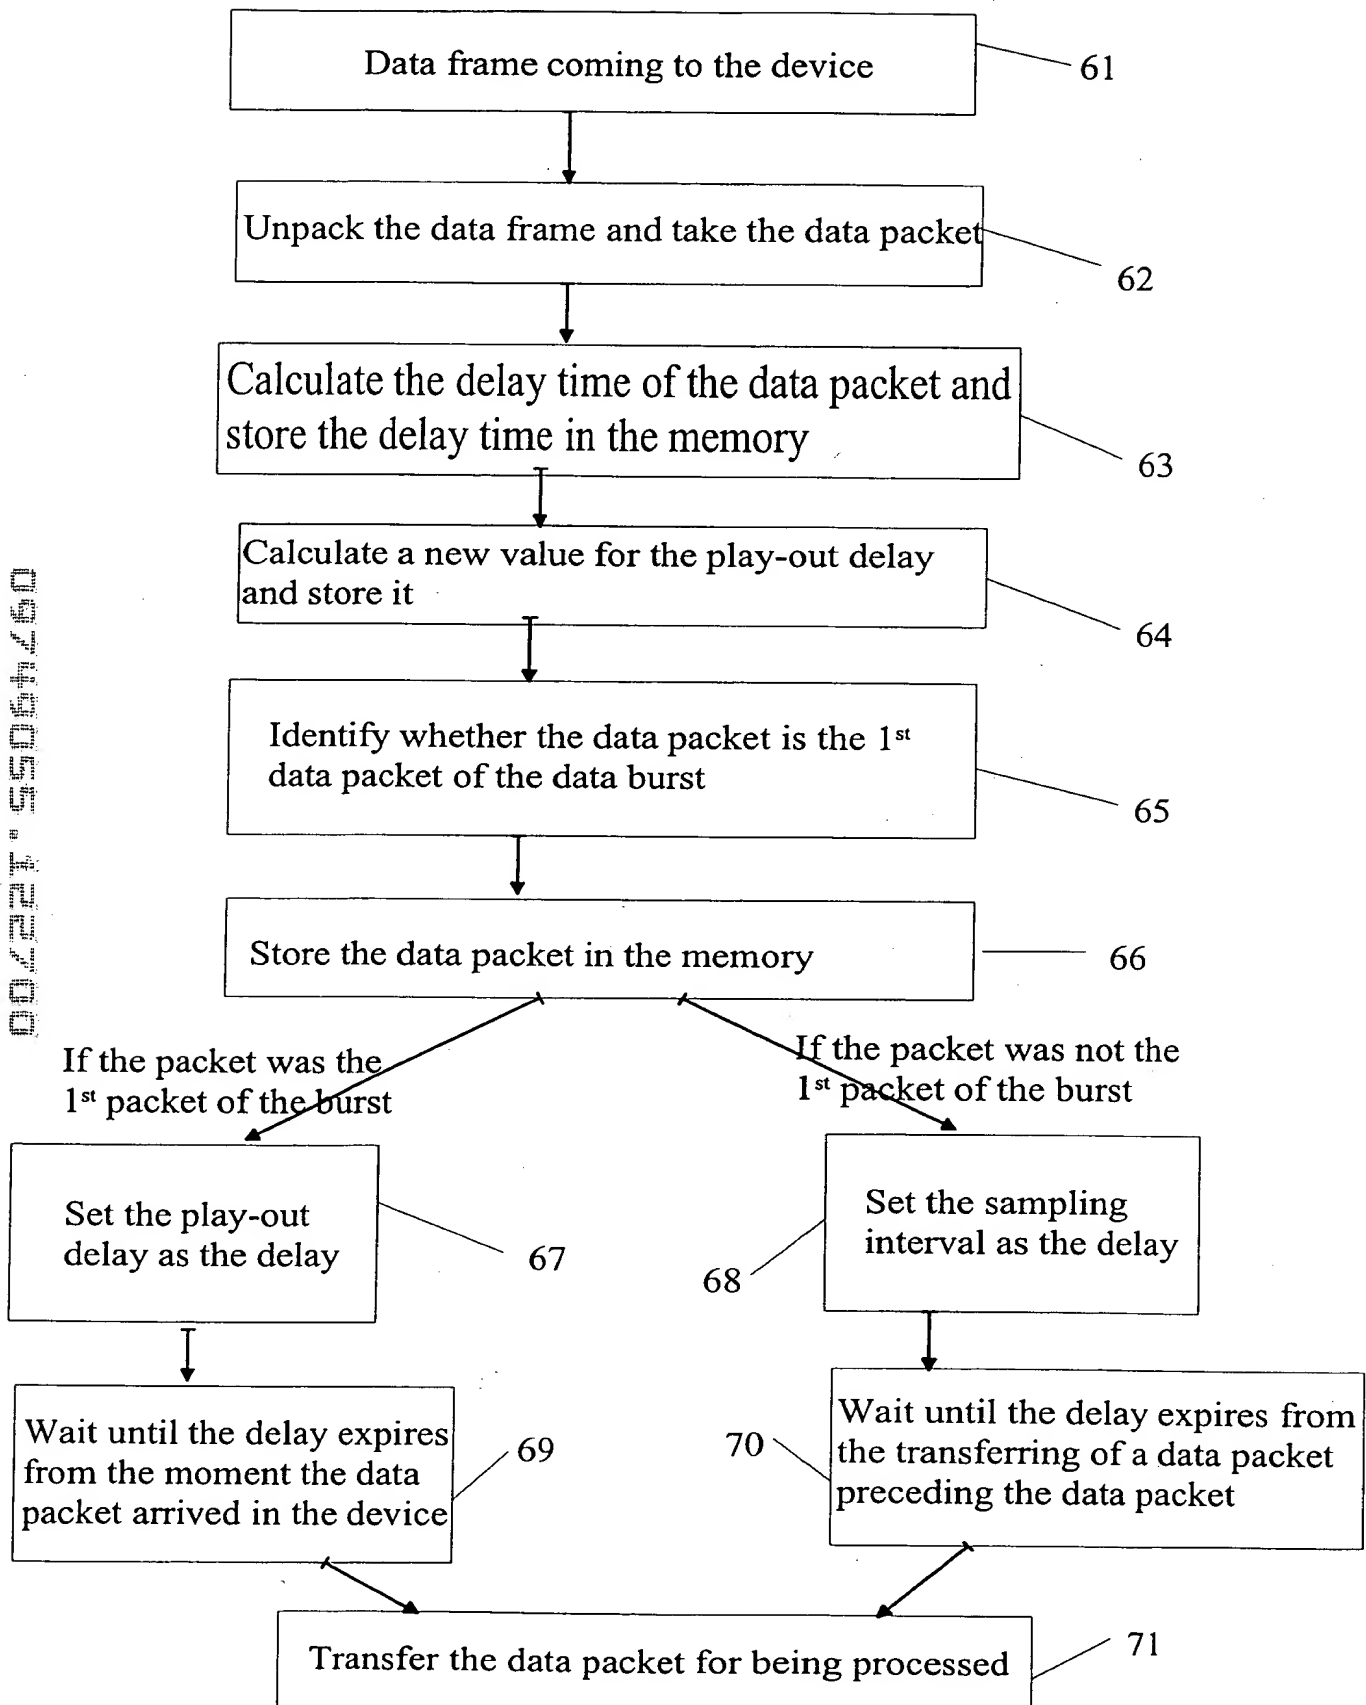 Data frame coming to the device
61
Unpack the data frame and take the data packet
62
Calculate the delay time of the data packet and
store the delay time in the memory
63
Calculate a new value for the play-out delay
and store it
64
Identify whether the data packet is the 1st
data packet of the data burst
65
Store the data packet in the memory
66
09749055.122700
If the packet was the
1st packet of the burst
If the packet was not the
1st packet of the burst
Set the play-out
delay as the delay
67
Set the sampling
interval as the delay
68
Wait until the delay expires
from the moment the data
packet arrived in the device
69
Wait until the delay expires from
the transferring of a data packet
preceding the data packet
70
Transfer the data packet for being processed
71